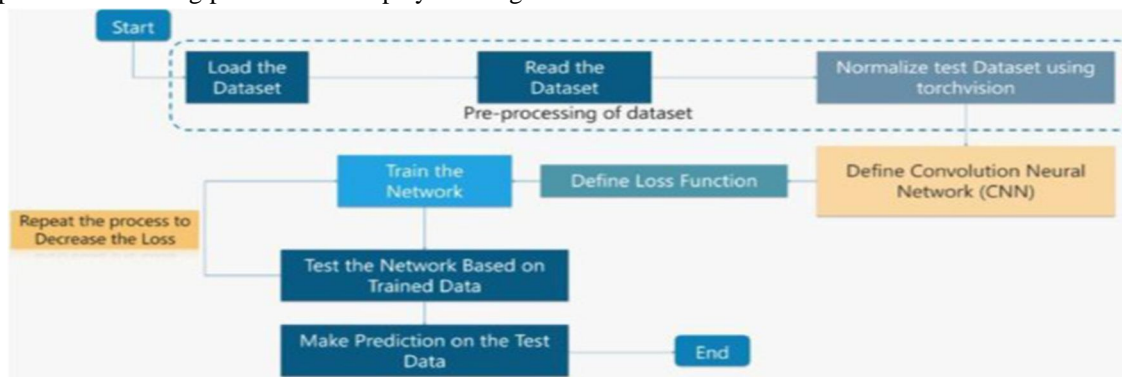 Start
Load the
Dataset
Read the
Dataset
Normalize test Dataset using
torchvision
Pre-processing of dataset
Train the
Network
Define Loss Function
Define Convolution Neural
Network (CNN)
Repeat the process to
Decrease the Loss
Test the Network Based on
Trained Data
Make Prediction on the Test
Data
End